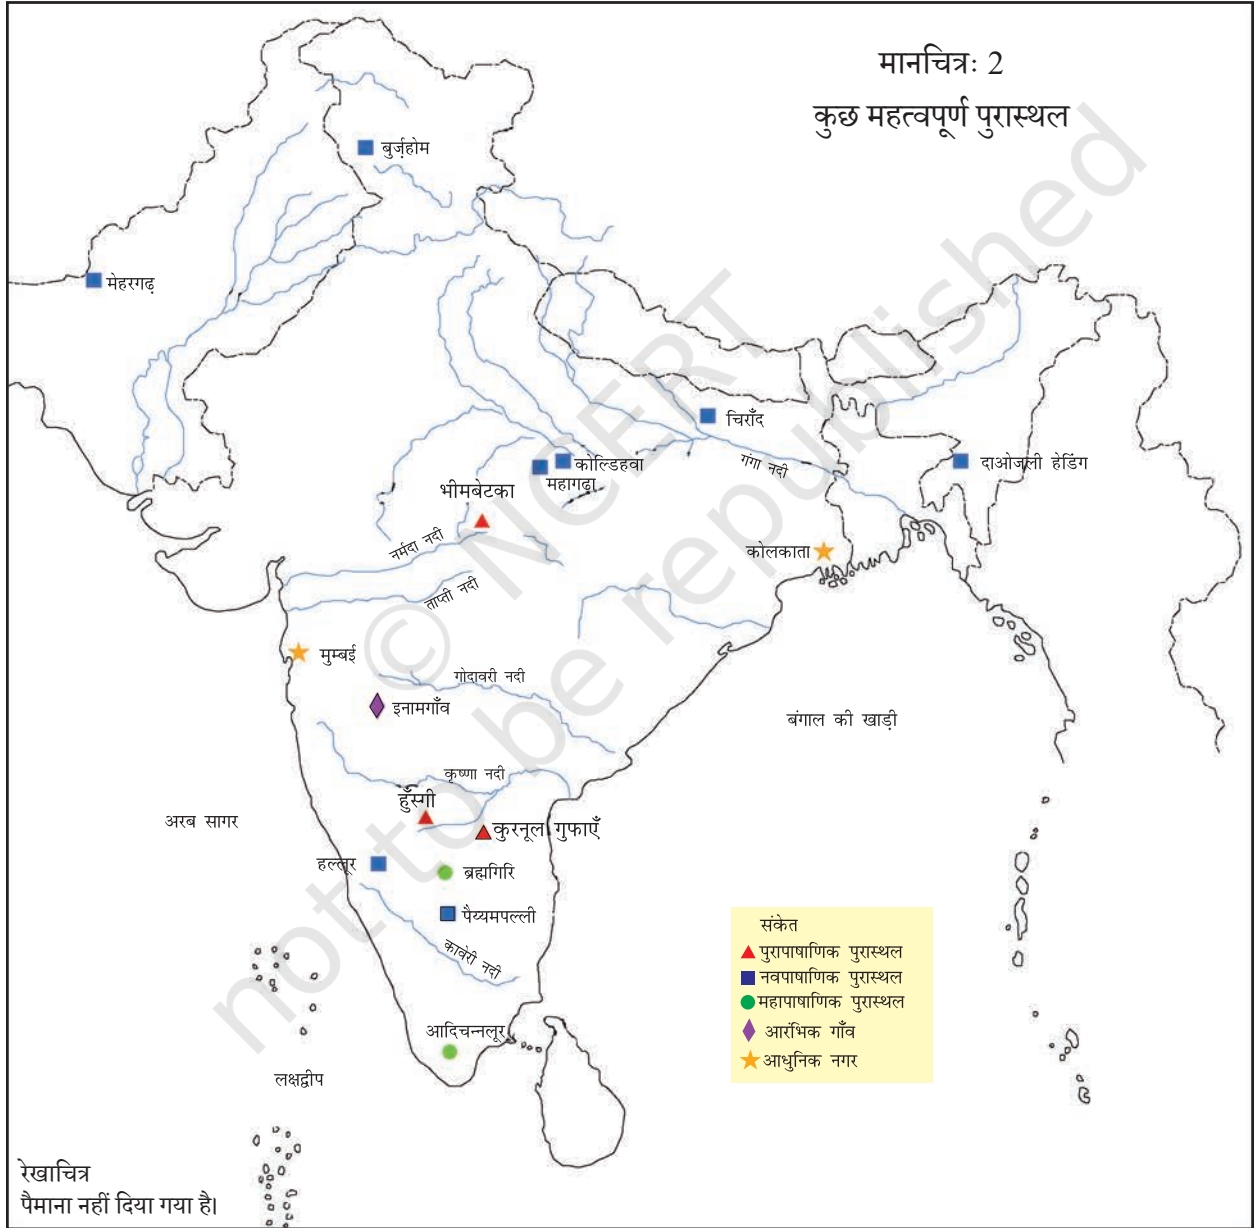 मानचित्रः 2
कुछ महत्वपूर्ण पुरास्थल
बुर्ज़होम
मेहरगढ़
चिराँद
कोल्डिहवा
महागढ़ा
गंगा नदी
दाओजली हेडिंग
भीमबेटका
नर्मदा नदी
कोलकाता
ताप्ती नदी
मुम्बई
गोदावरी नदी
इनामगाँव
बंगाल की खाड़ी
कृष्णा नदी
हुँस्गी
अरब सागर
कुरनूल गुफाएँ
हल्लूर
ब्रह्मगिरि
पैय्यमपल्ली
कावेरी नदी
संकेत
पुरापाषाणिक पुरास्थल
नवपाषाणिक पुरास्थल
महापाषाणिक पुरास्थल
आरंभिक गाँव
आधुनिक नगर
आदिचन्नलूर
लक्षद्वीप
रेखाचित्र
पैमाना नहीं दिया गया है।
© NCERT
not to be republished